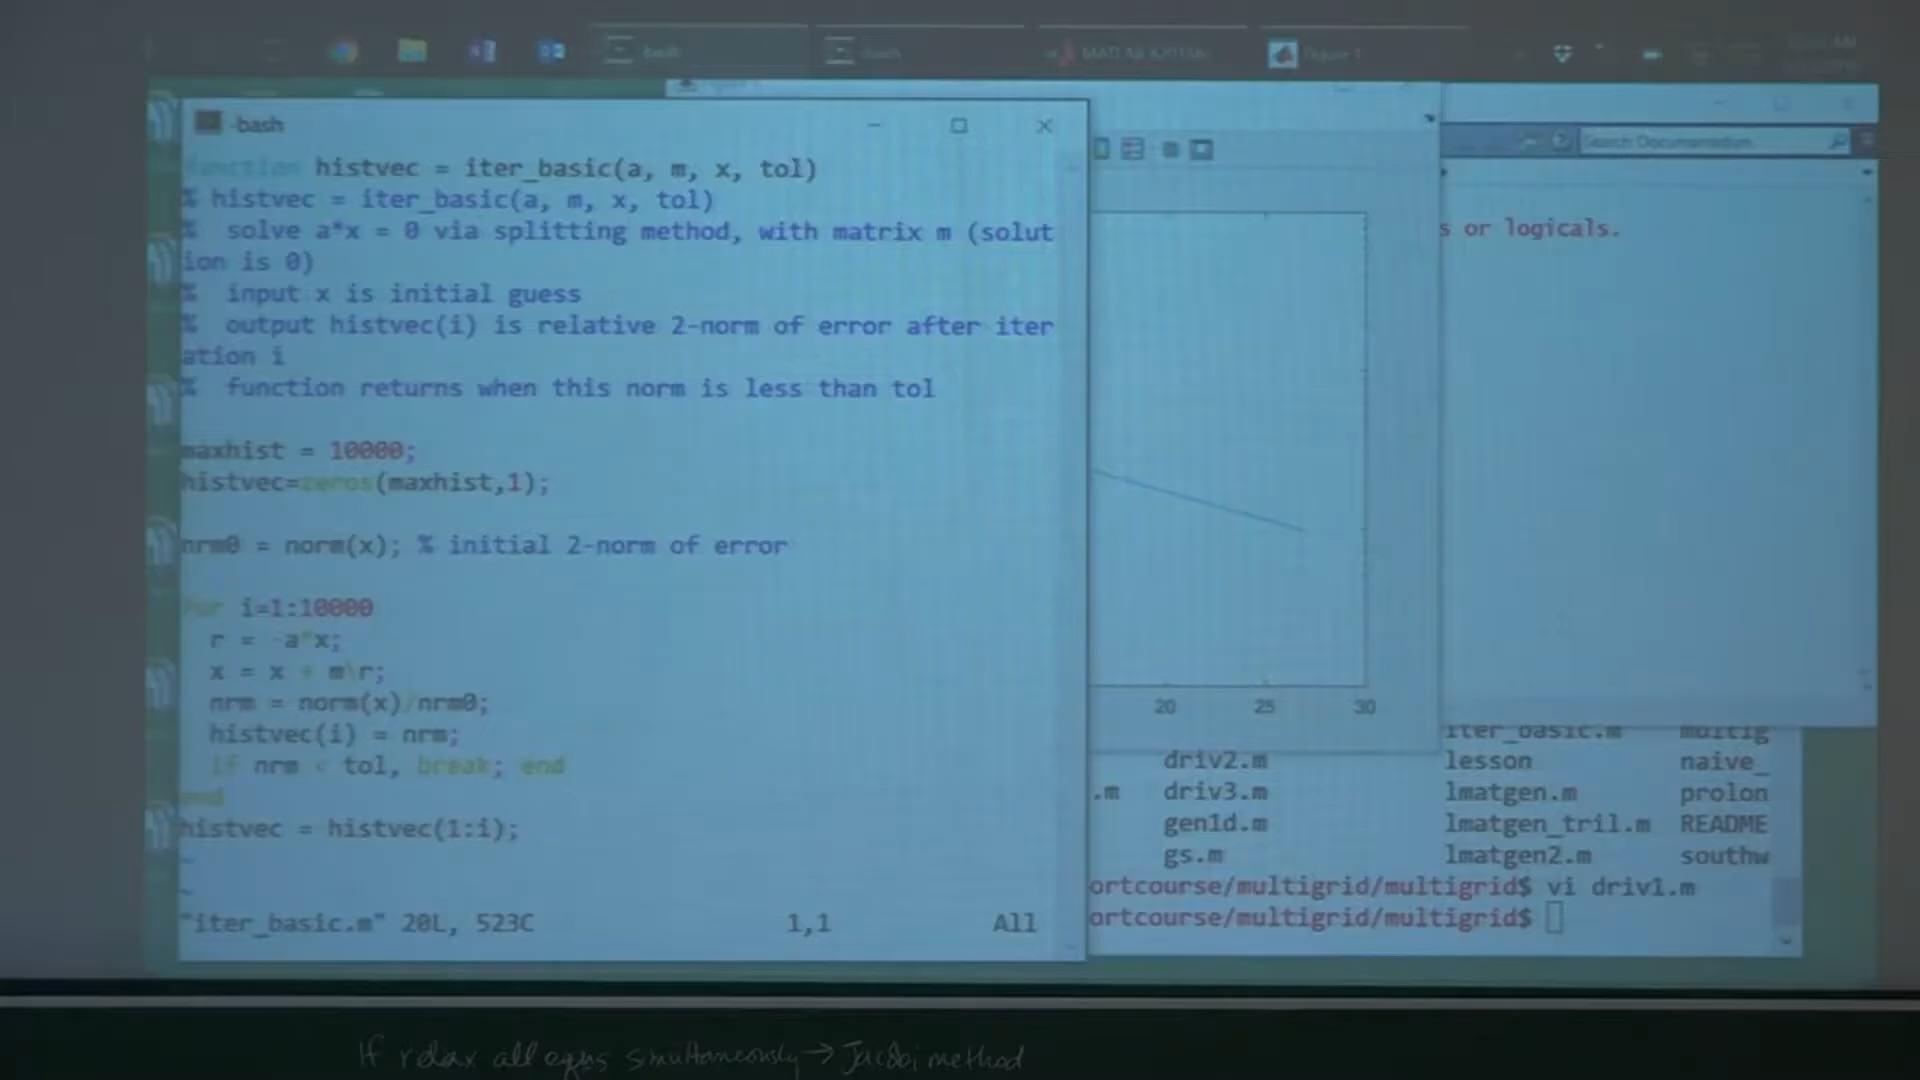 -bash
function histvec = iter_basic(a, m, x, tol)
% histvec = iter_basic(a, m, x, tol)
%  solve a*x = 0 via splitting method, with matrix m (solut
ion is 0)
%  input x is initial guess
%  output histvec(i) is relative 2-norm of error after iter
ation i
%  function returns when this norm is less than tol
maxhist = 10000;
histvec=zeros(maxhist,1);
nrm0 = norm(x); % initial 2-norm of error
for i=1:10000
r = -a*x;
x = x + m\r;
nrm = norm(x)/nrm0;
histvec(i) = nrm;
if nrm < tol, break; end
end
histvec = histvec(1:i);
~
~
"iter_basic.m" 20L, 523C 1,1 All
Figure 1
Search Documentation
s or logicals.
20 25 30
iter_basic.m multig
driv2.m lesson naive_
.m driv3.m lmatgen.m prolon
gen1d.m lmatgen_tril.m README
gs.m lmatgen2.m southw
ortcourse/multigrid/multigrid$ vi driv1.m
ortcourse/multigrid/multigrid$
If relax all eqns simultaneously → Jacobi method